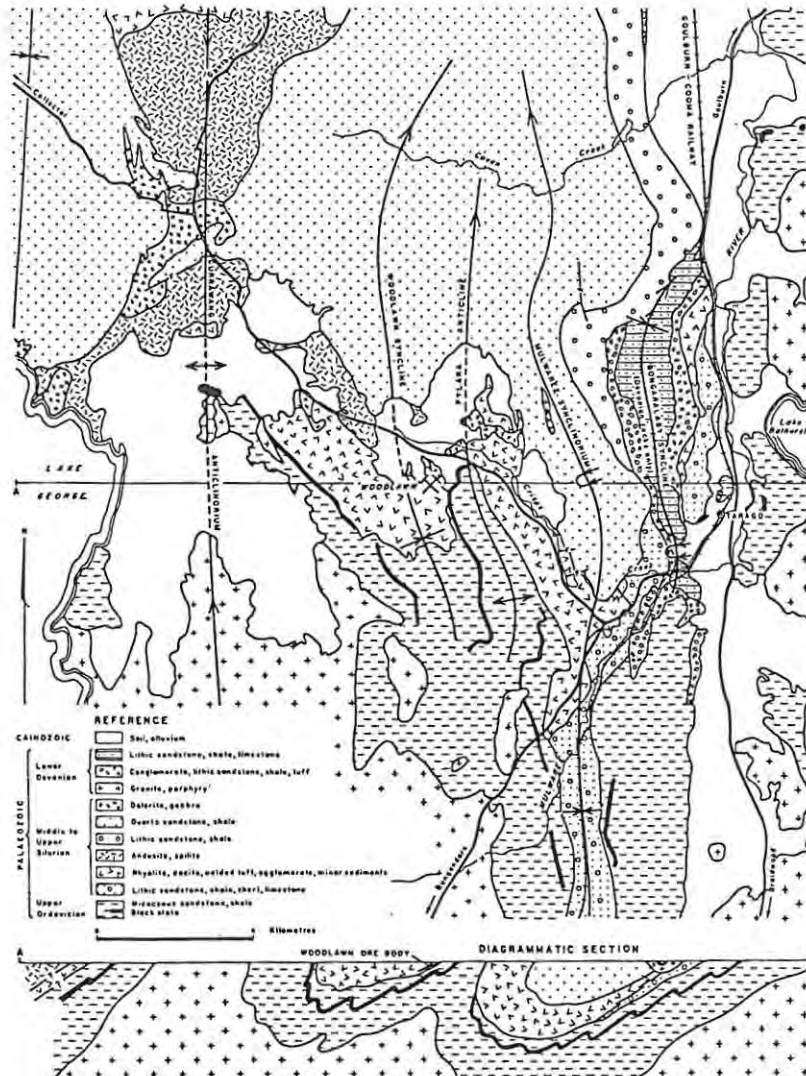 Collector
GOULBURN - COOMA RAILWAY
Goulburn
Cover Creek
RIVER
WOODLAWN SYNCLINE
PYLARA ANTICLINE
MULWAREE SYNCLINORIUM
SYNCLINE
Lake Bathurst
LAKE GEORGE
A
ANTICLINORIUM
WOODLAWN
Crisps
TARAGO
N
MULWAREE
Braidwood
REFERENCE
CAINOZOIC
Soil, alluvium
PALAEOZOIC
Lower Devonian
Lithic sandstone, shale, limestone
Conglomerate, lithic sandstone, shale, tuff
Granite, porphyry
Dolerite, gabbro
Middle to Upper Silurian
Quartz sandstone, shale
Lithic sandstone, shale
Andesite, spilite
Rhyolite, dacite, welded tuff, agglomerate, minor sediments
Lithic sandstone, shale, chert, limestone
Upper Ordovician
Micaceous sandstone, shale
Black slate
Kilometres
A
WOODLAWN ORE BODY
DIAGRAMMATIC SECTION